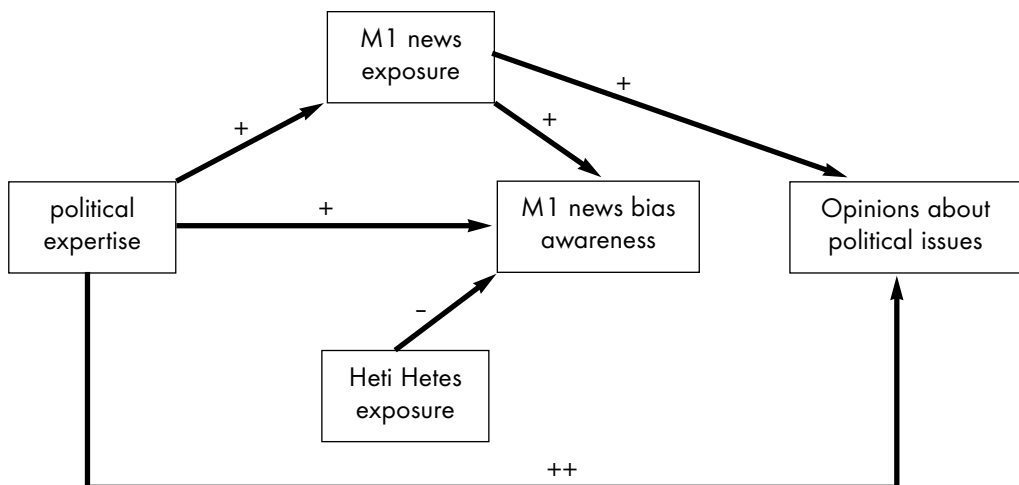 M1 news
exposure
+
+
+
political
expertise
+
M1 news bias
awareness
Opinions about
political issues
–
Heti Hetes
exposure
++